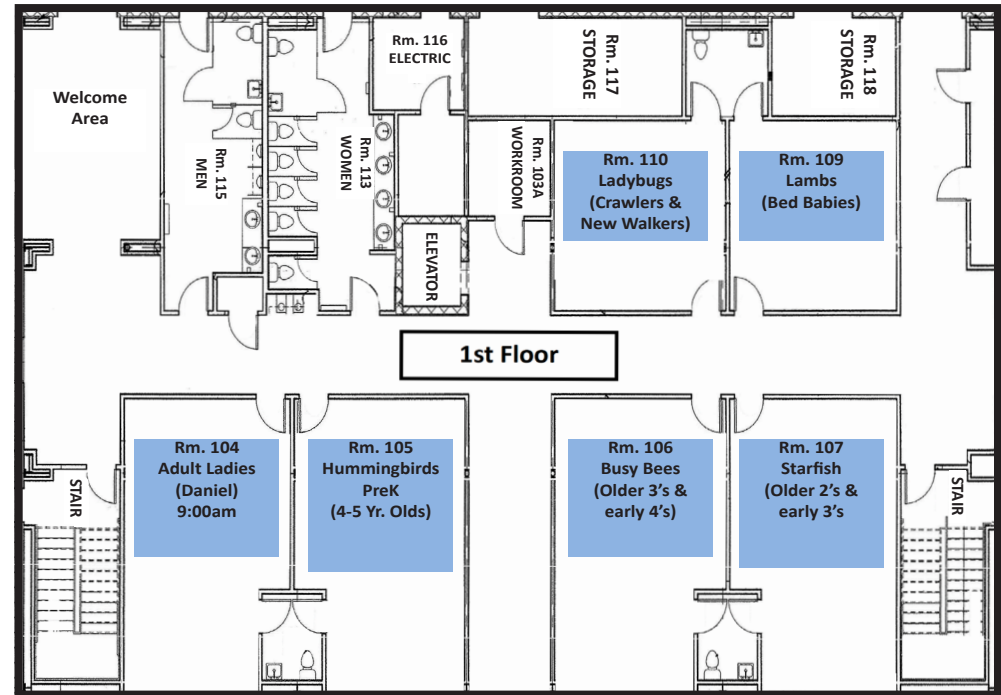 Welcome
Area
Rm. 115
MEN
Rm. 113
WOMEN
Rm. 116
ELECTRIC
Rm. 117
STORAGE
Rm. 118
STORAGE
Rm. 103A
WORKROOM
ELEVATOR
Rm. 110
Ladybugs
(Crawlers &
New Walkers)
Rm. 109
Lambs
(Bed Babies)
1st Floor
STAIR
Rm. 104
Adult Ladies
(Daniel)
9:00am
Rm. 105
Hummingbirds
PreK
(4-5 Yr. Olds)
Rm. 106
Busy Bees
(Older 3’s &
early 4’s)
Rm. 107
Starfish
(Older 2’s &
early 3’s
STAIR